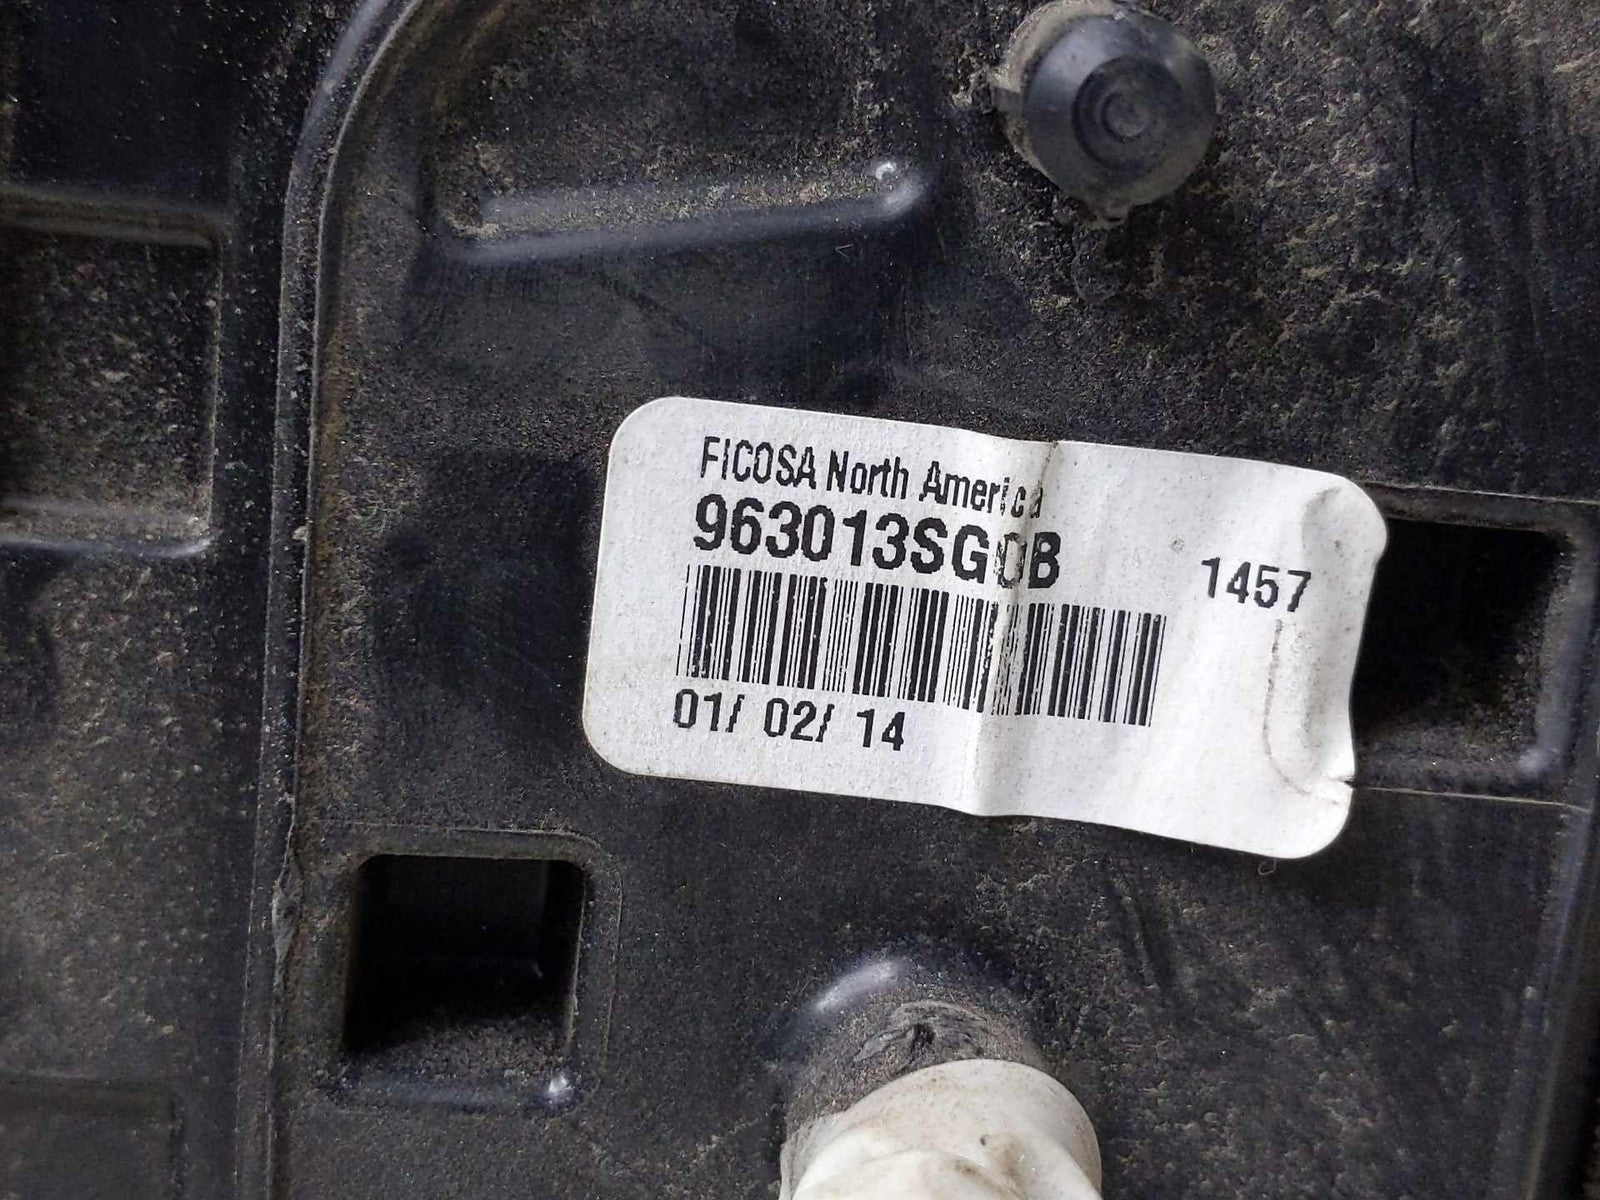 FICOSA North America
963013SG0B
1457
01/ 02/ 14